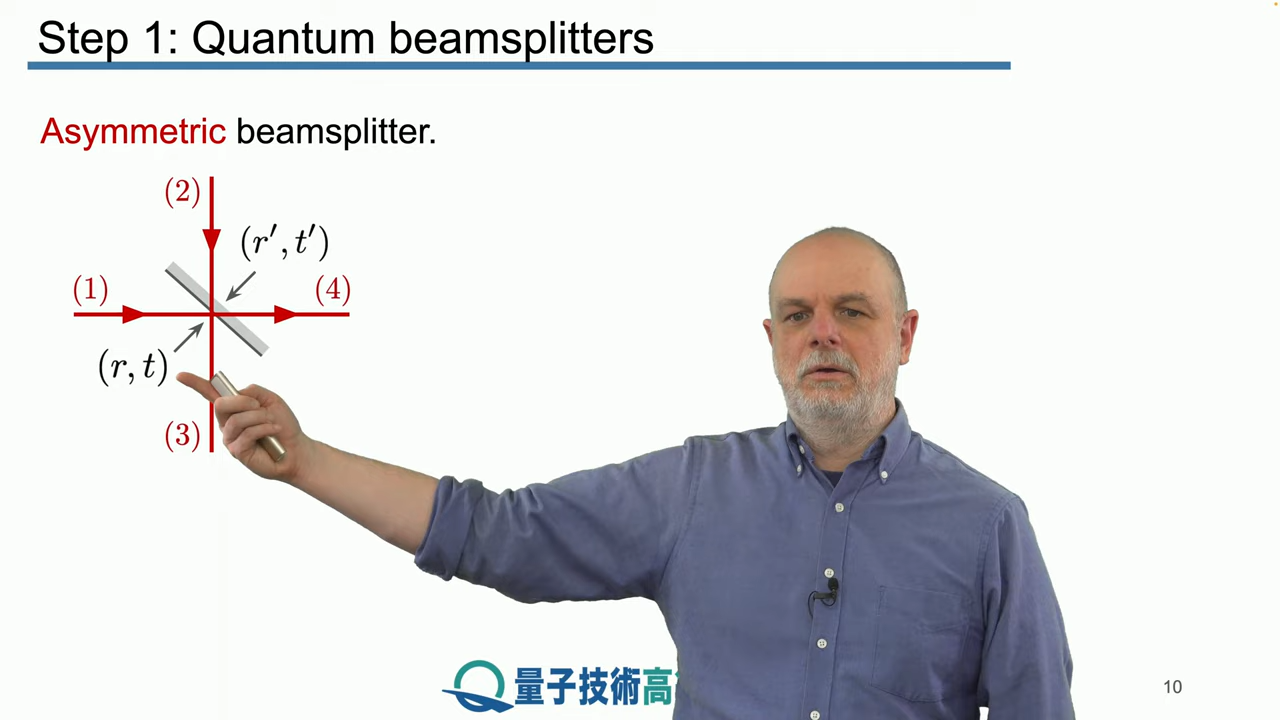 Step 1: Quantum beamsplitters
Asymmetric beamsplitter.
(2)
(r′, t′)
(1)
(4)
(r, t)
(3)
量子技術高
10